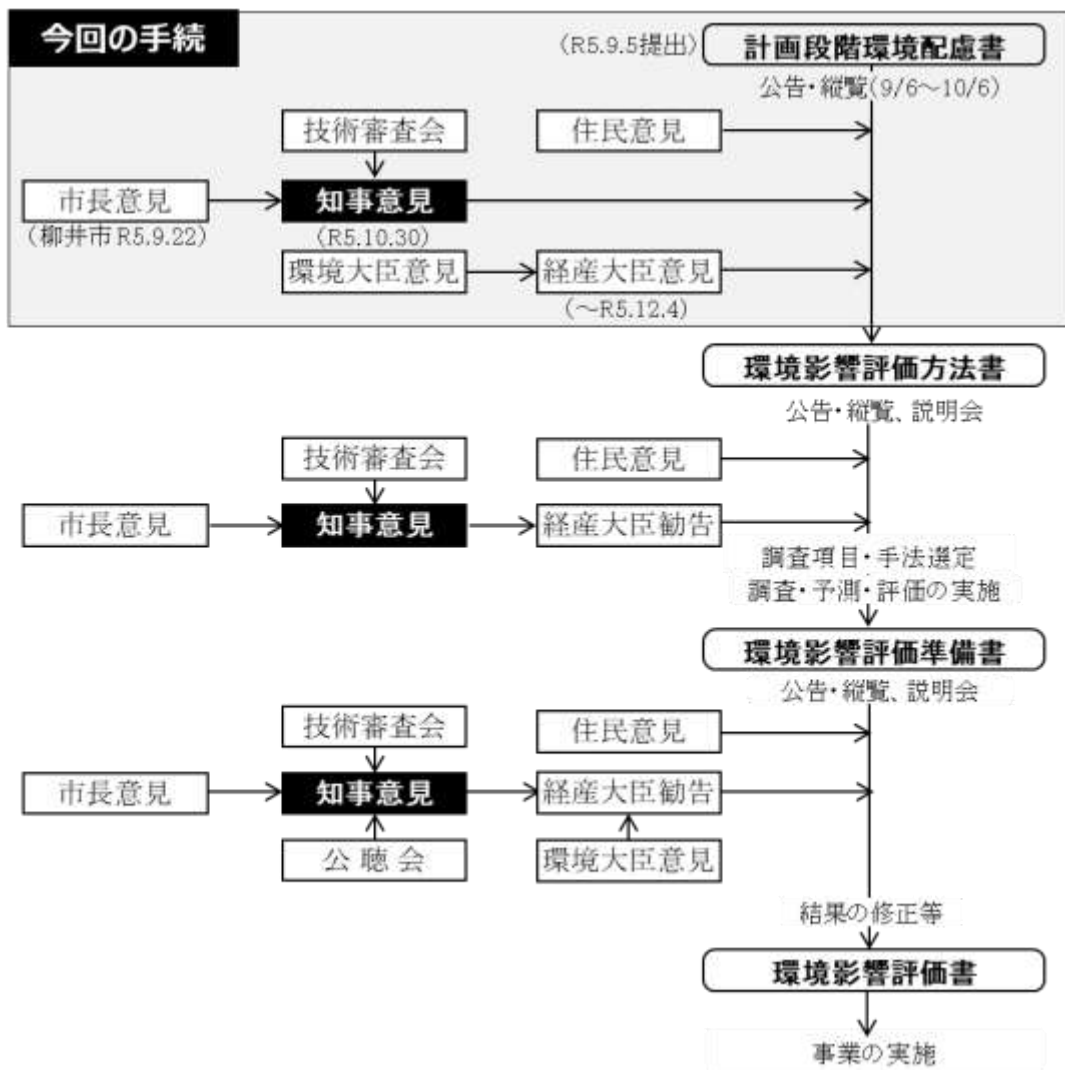 今回の手続
(R5.9.5提出)
計画段階環境配慮書
公告・縦覧(9/6～10/6)
技術審査会
住民意見
市長意見
知事意見
(柳井市R5.9.22)
(R5.10.30)
環境大臣意見
経産大臣意見
(～R5.12.4)
環境影響評価方法書
公告・縦覧、説明会
技術審査会
住民意見
市長意見
知事意見
経産大臣勧告
調査項目・手法選定
調査・予測・評価の実施
環境影響評価準備書
公告・縦覧、説明会
技術審査会
住民意見
市長意見
知事意見
経産大臣勧告
公聴会
環境大臣意見
結果の修正等
環境影響評価書
事業の実施